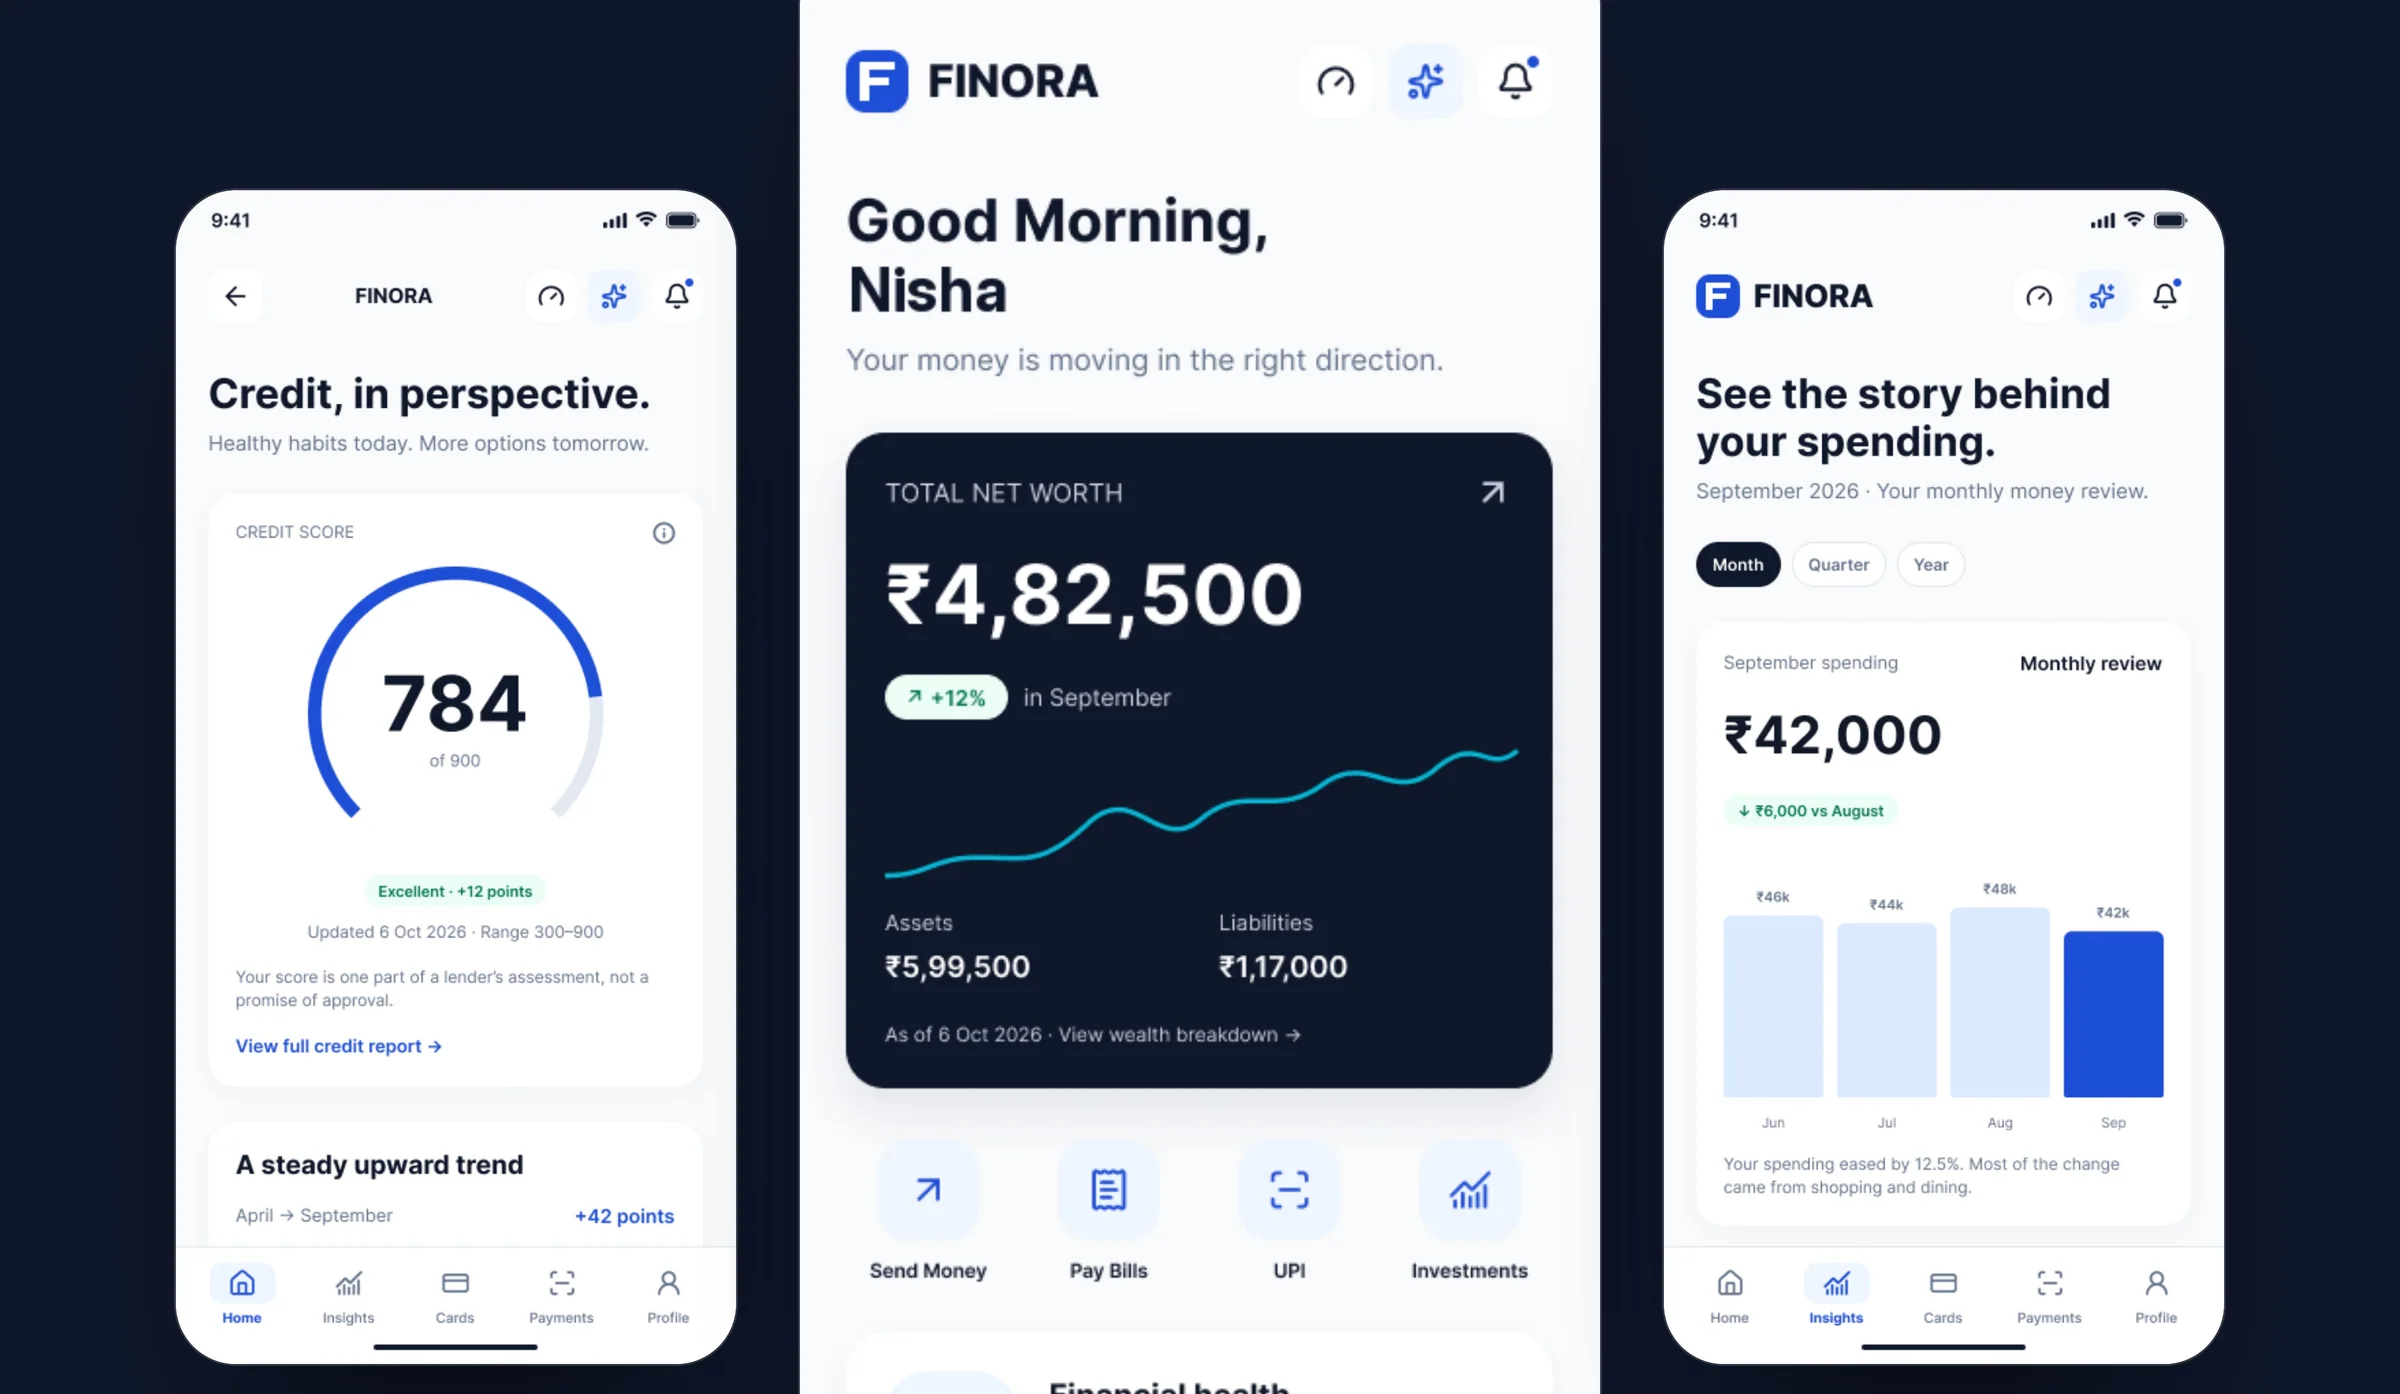 9:41
FINORA
Credit, in perspective.
Healthy habits today. More options tomorrow.
CREDIT SCORE
784
of 900
Excellent · +12 points
Updated 6 Oct 2026 · Range 300–900
Your score is one part of a lender's assessment, not a
promise of approval.
View full credit report →
A steady upward trend
April → September
+42 points
Home
Insights
Cards
Payments
Profile
F FINORA
Good Morning,
Nisha
Your money is moving in the right direction.
TOTAL NET WORTH
₹4,82,500
+12% in September
Assets
Liabilities
₹5,99,500
₹1,17,000
As of 6 Oct 2026 · View wealth breakdown →
Send Money
Pay Bills
UPI
Investments
Financial health
9:41
F FINORA
See the story behind
your spending.
September 2026 · Your monthly money review.
Month
Quarter
Year
September spending
Monthly review
₹42,000
↓ ₹6,000 vs August
₹46k
₹44k
₹48k
₹42k
Jun
Jul
Aug
Sep
Your spending eased by 12.5%. Most of the change
came from shopping and dining.
Home
Insights
Cards
Payments
Profile